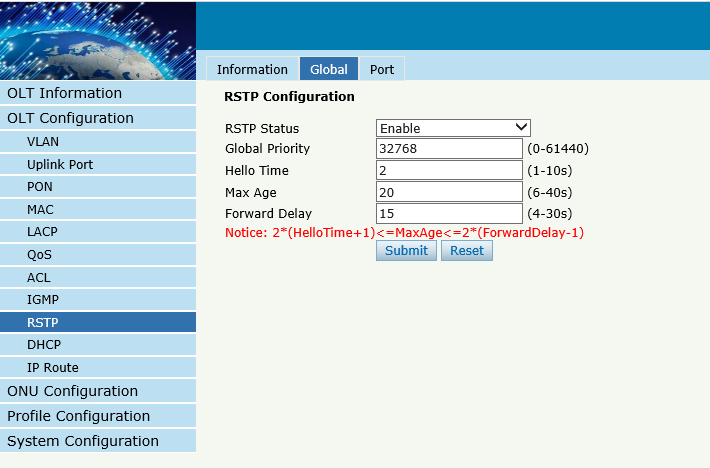 Information Global Port
OLT Information
OLT Configuration
VLAN
Uplink Port
PON
MAC
LACP
QoS
ACL
IGMP
RSTP
DHCP
IP Route
ONU Configuration
Profile Configuration
System Configuration
RSTP Configuration
RSTP Status Enable
Global Priority 32768 (0-61440)
Hello Time 2 (1-10s)
Max Age 20 (6-40s)
Forward Delay 15 (4-30s)
Notice: 2*(HelloTime+1)<=MaxAge<=2*(ForwardDelay-1)
Submit Reset